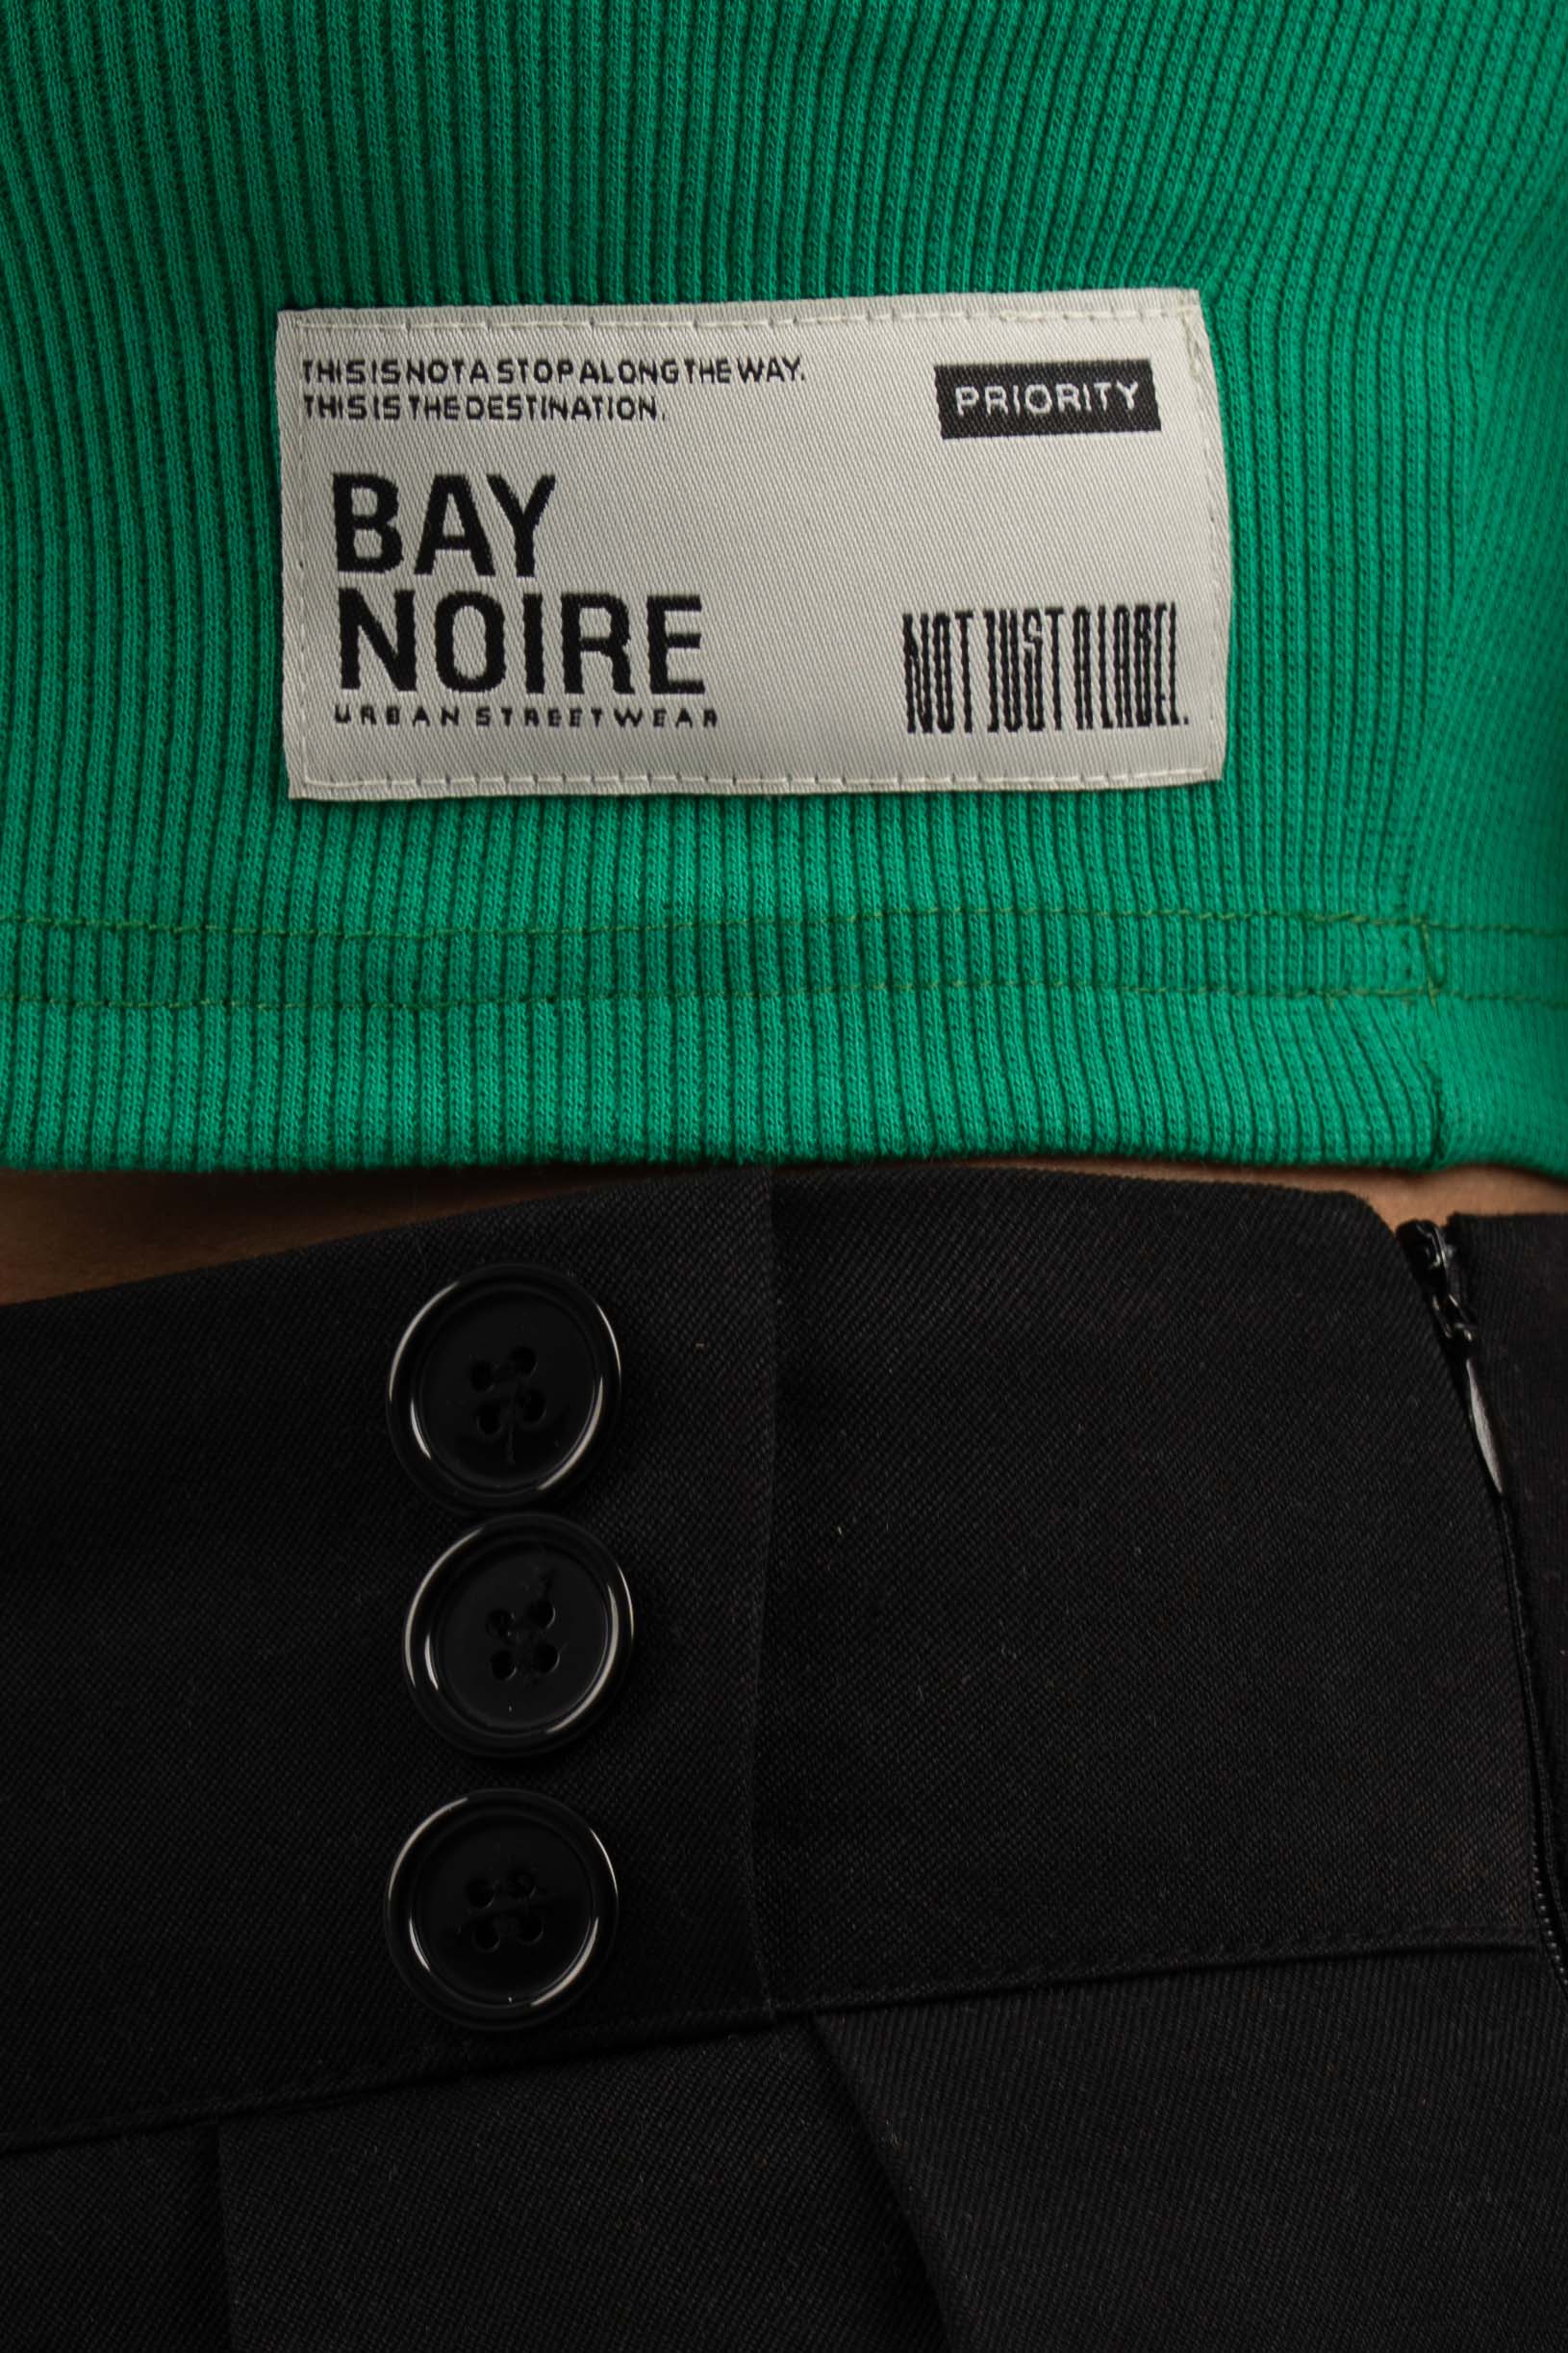 THIS IS NOT A STOP ALONG THE WAY.
THIS IS THE DESTINATION.
PRIORITY
BAY
NOIRE
URBAN STREETWEAR
NOT JUST A LABEL.